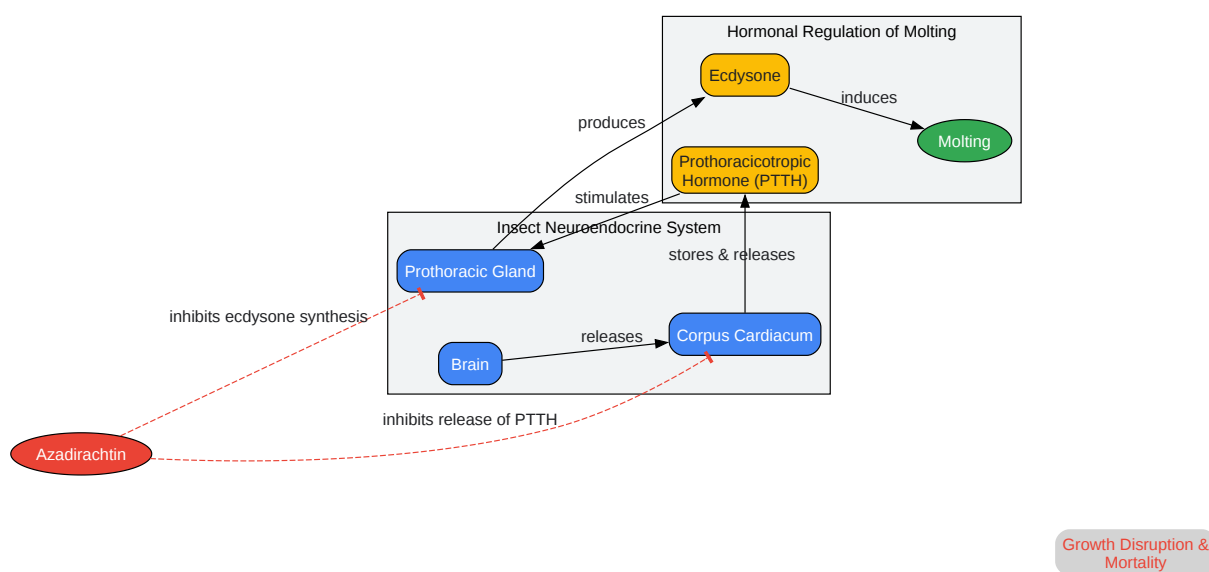 Hormonal Regulation of Molting
Ecdysone
induces
produces
Molting
Prothoracicotropic
Hormone (PTTH)
stimulates
Insect Neuroendocrine System
stores & releases
Prothoracic Gland
inhibits ecdysone synthesis
releases
Corpus Cardiacum
Brain
inhibits release of PTTH
Azadirachtin
Growth Disruption &
Mortality